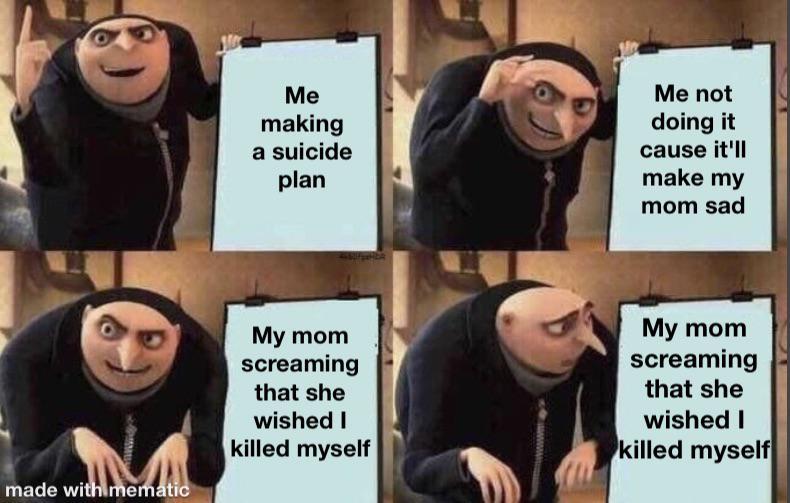 Me
making
a suicide
plan
Me not
doing it
cause it'll
make my
mom sad
My mom
screaming
that she
wished I
killed myself
My mom
screaming
that she
wished I
killed myself
made with mematic